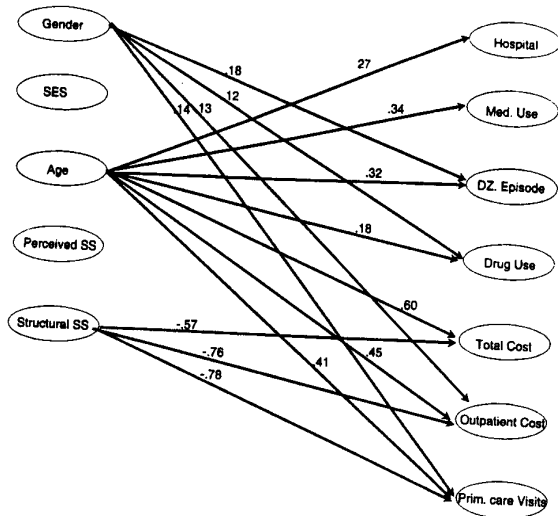 Gender
Hospital
.18
27
SES
.12
.14
13
Med. Use
.34
Age
.32
DZ. Episode
.18
Perceived SS
Drug Use
.60
Structural SS
-.57
Total Cost
-.76
.41
.45
-.78
Outpatient Cost
Prim. care Visits